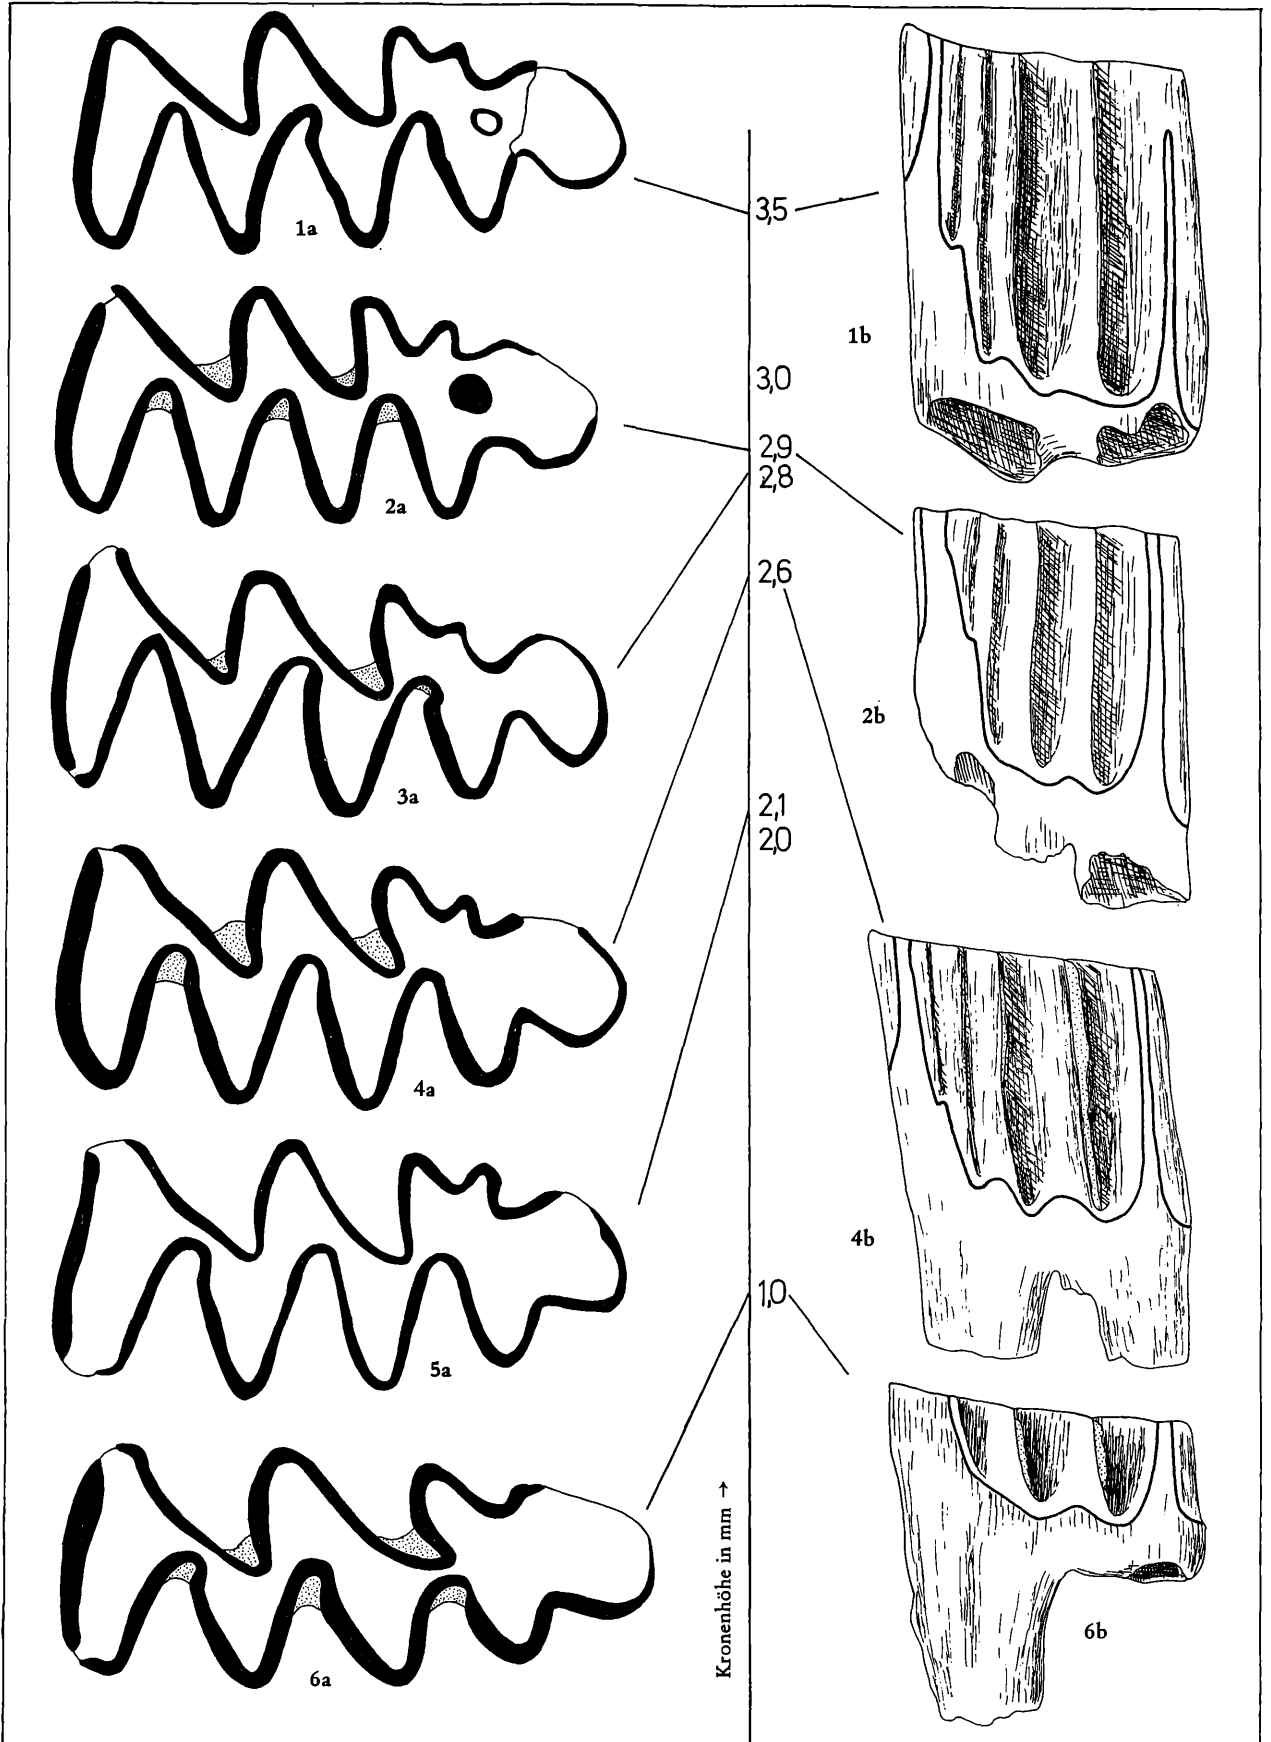 1a
2a
3a
4a
5a
6a
3,5
3,0
2,9
2,8
2,6
2,1
2,0
1,0
Kronenhöhe in mm →
1b
2b
4b
6b